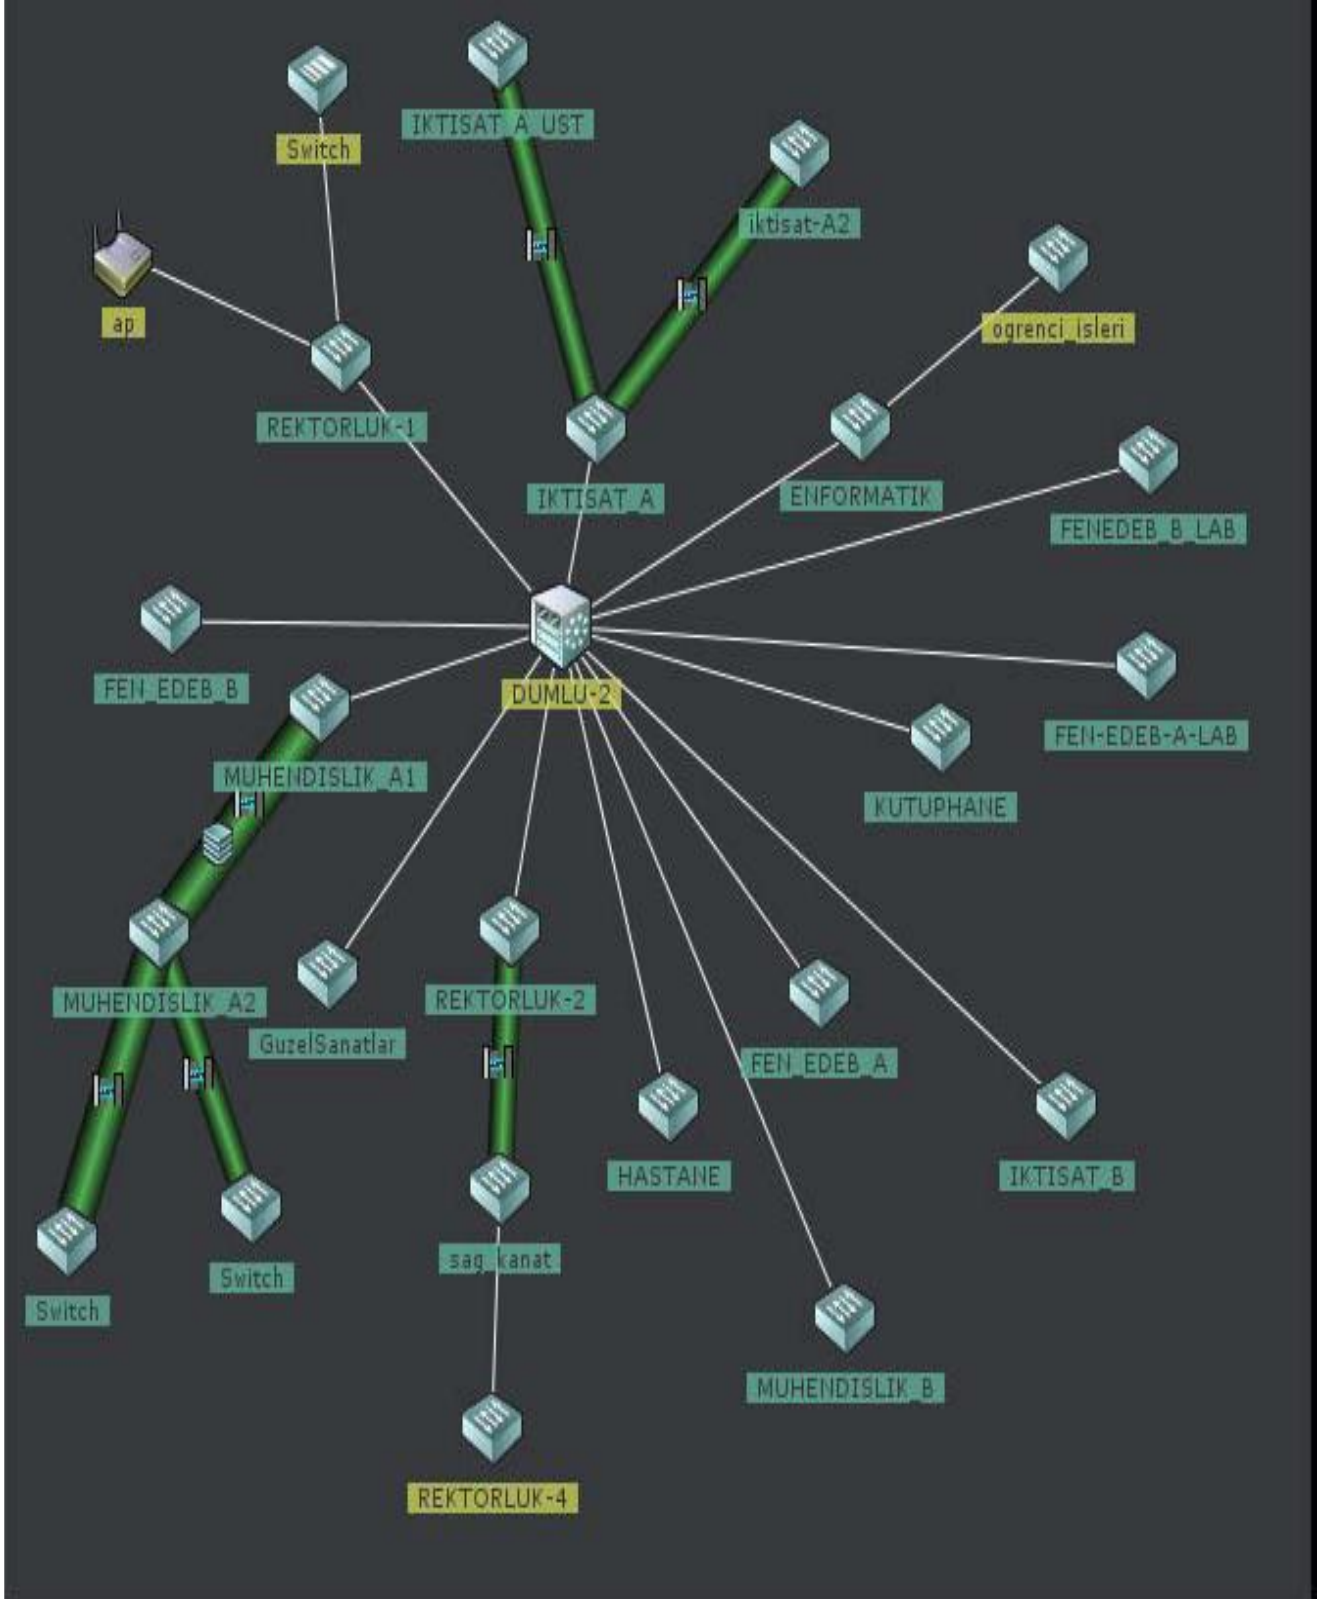 IKTISAT_A_UST
Switch
iktisat-A2
ap
ogrenci_isleri
REKTORLUK-1
IKTISAT_A
ENFORMATIK
FENEDEB_B_LAB
FEN_EDEB_B
DUMLU-2
FEN-EDEB-A-LAB
MUHENDISLIK_A1
KUTUPHANE
MUHENDISLIK_A2
REKTORLUK-2
GuzelSanatlar
FEN_EDEB_A
HASTANE
IKTISAT_B
sag_kanat
Switch
Switch
MUHENDISLIK_B
REKTORLUK-4